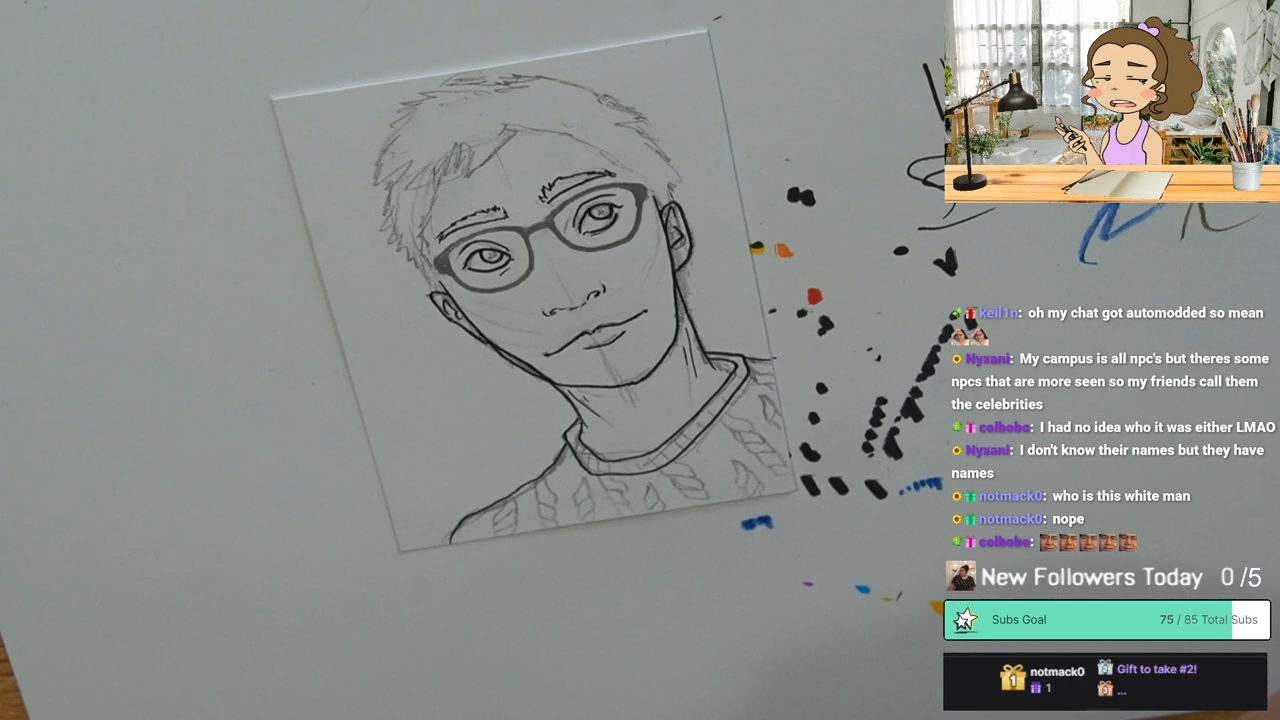 keil1n: oh my chat got automodded so mean
Nyxani: My campus is all npc's but theres some
npcs that are more seen so my friends call them
the celebrities
colbobo: I had no idea who it was either LMAO
Nyxani: I don't know their names but they have
names
notmack0: who is this white man
notmack0: nope
colbobo:
New Followers Today 0 /5
Subs Goal 75 / 85 Total Subs
1 notmack0 Gift to take #2!
1 ...